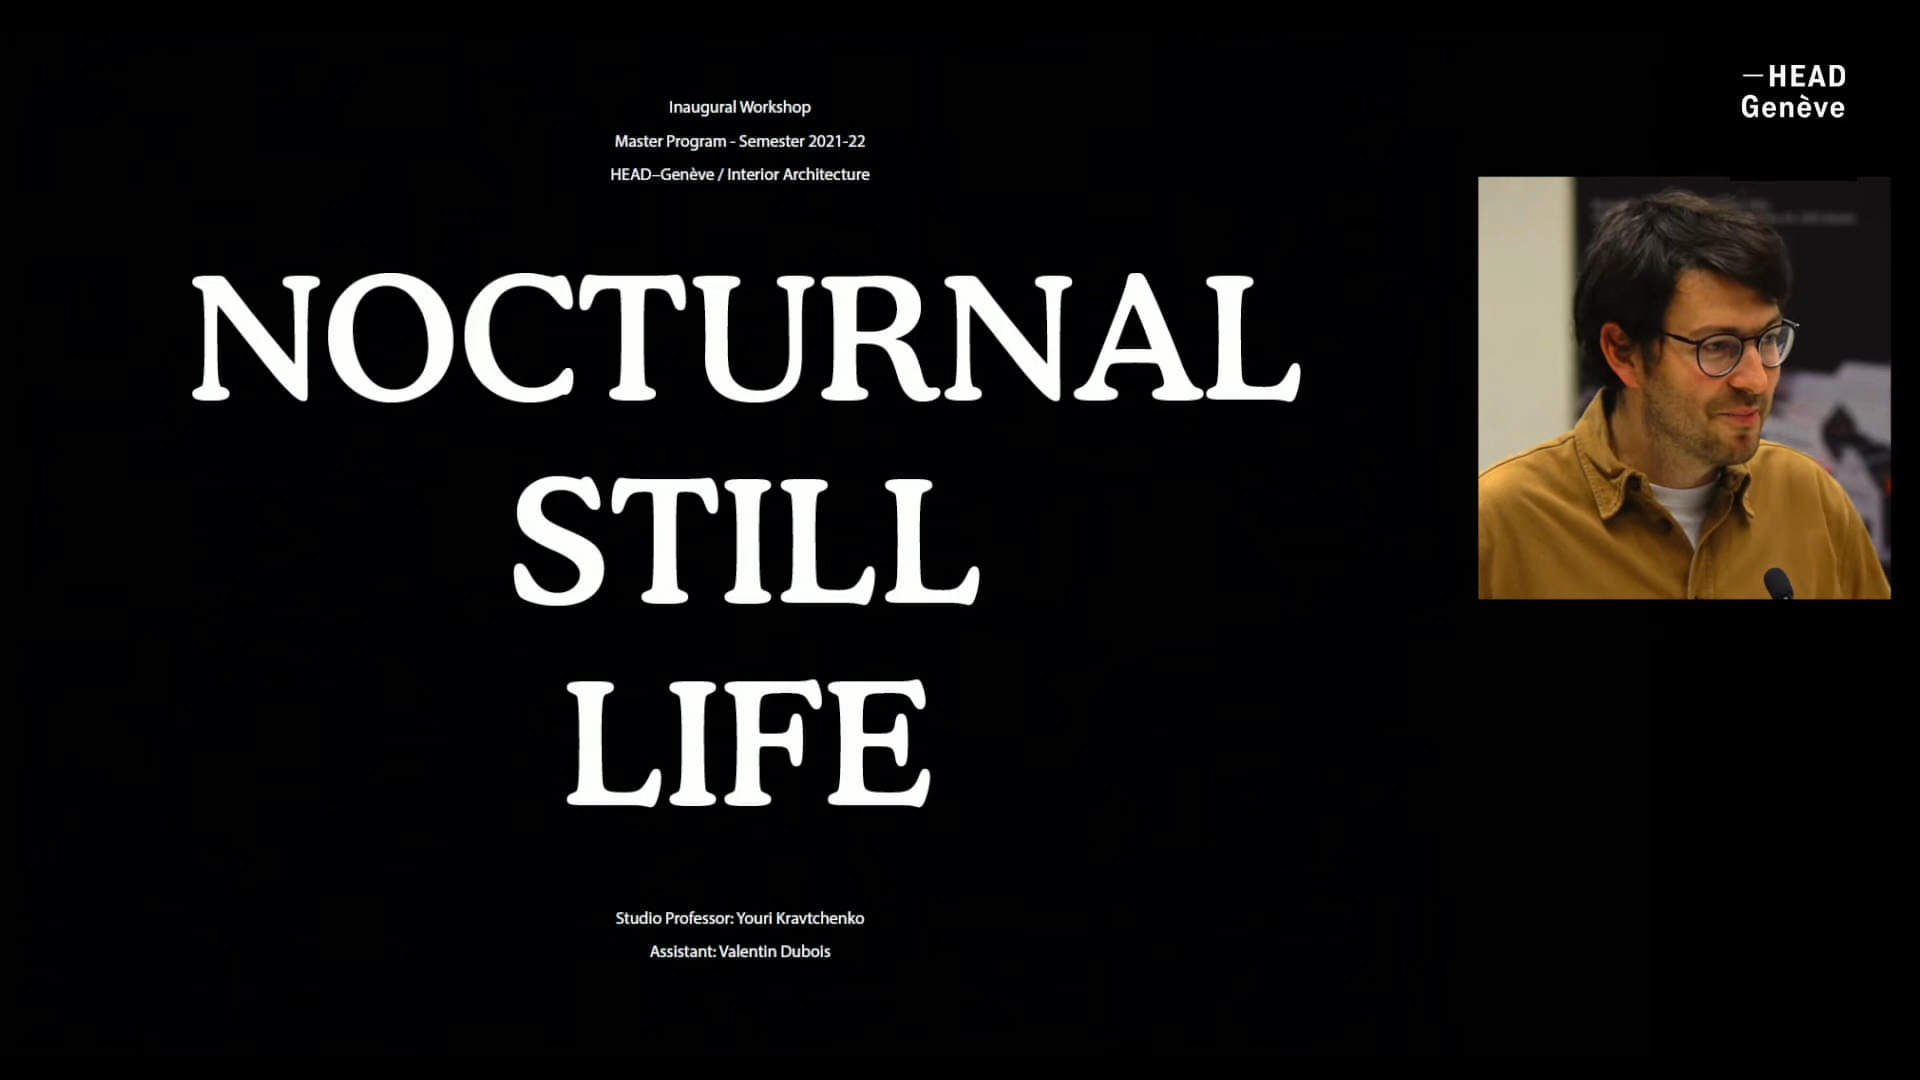 Inaugural Workshop
Master Program - Semester 2021-22
HEAD–Genève / Interior Architecture
NOCTURNAL
STILL
LIFE
Studio Professor: Youri Kravtchenko
Assistant: Valentin Dubois
—HEAD
Genève